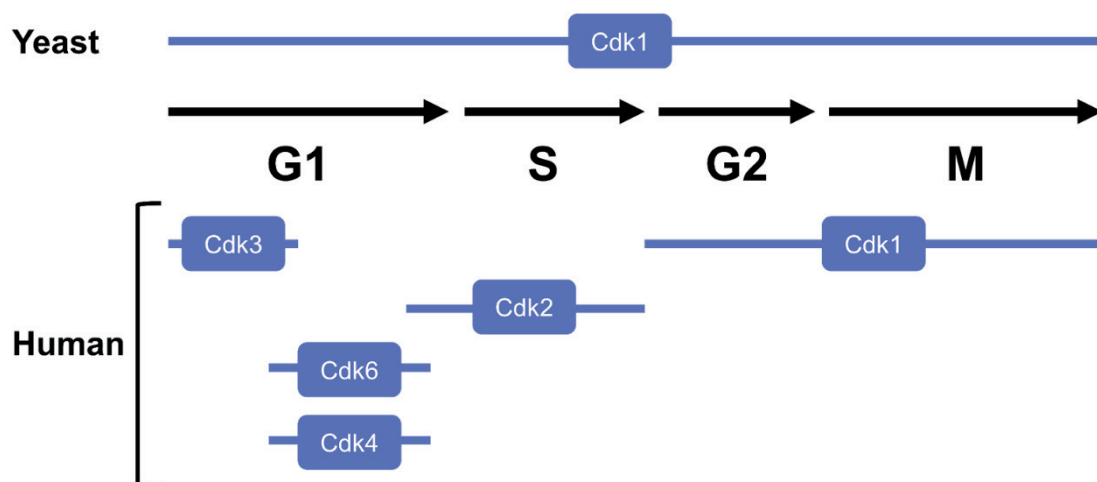 Yeast
Cdk1
G1 S G2 M
Cdk3 Cdk1
Cdk2
Human
Cdk6
Cdk4